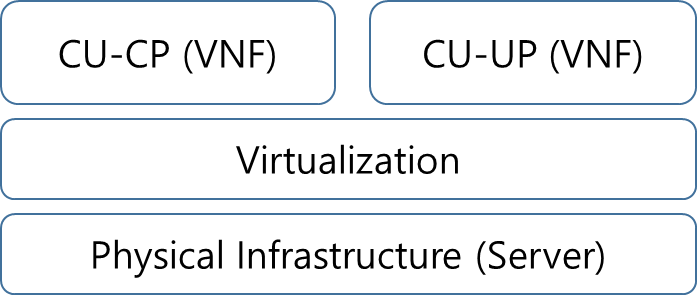 CU-CP (VNF)
CU-UP (VNF)
Virtualization
Physical Infrastructure (Server)